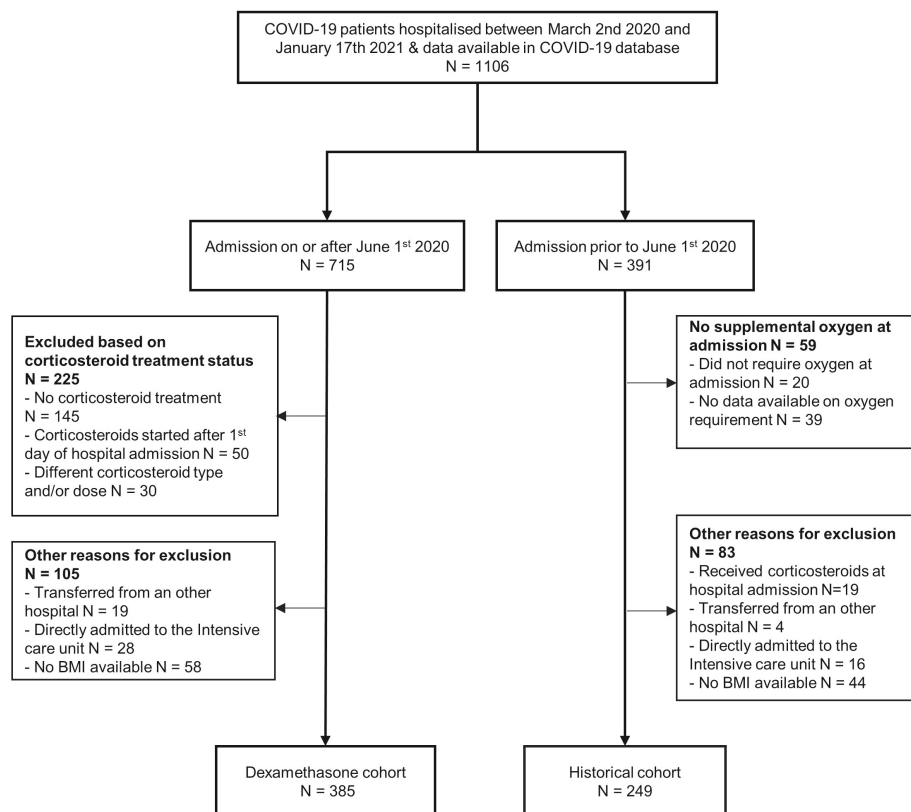 COVID-19 patients hospitalised between March 2nd 2020 and
January 17th 2021 & data available in COVID-19 database
N = 1106
Admission on or after June 1st 2020
N = 715
Admission prior to June 1st 2020
N = 391
Excluded based on
corticosteroid treatment status
N = 225
- No corticosteroid treatment
N = 145
- Corticosteroids started after 1st
day of hospital admission N = 50
- Different corticosteroid type
and/or dose N = 30
No supplemental oxygen at
admission N = 59
- Did not require oxygen at
admission N = 20
- No data available on oxygen
requirement N = 39
Other reasons for exclusion
N = 105
- Transferred from an other
hospital N = 19
- Directly admitted to the Intensive
care unit N = 28
- No BMI available N = 58
Other reasons for exclusion
N = 83
- Received corticosteroids at
hospital admission N=19
- Transferred from an other
hospital N = 4
- Directly admitted to the
Intensive care unit N = 16
- No BMI available N = 44
Dexamethasone cohort
N = 385
Historical cohort
N = 249